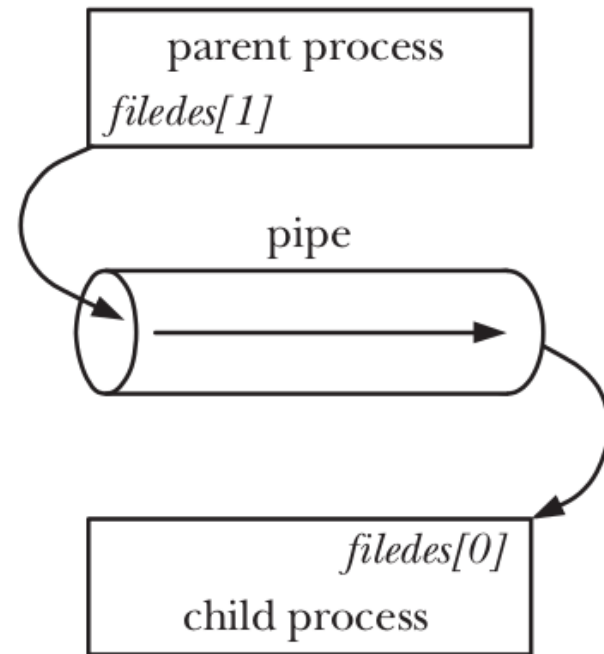 parent process
filedes[1]
pipe
filedes[0]
child process